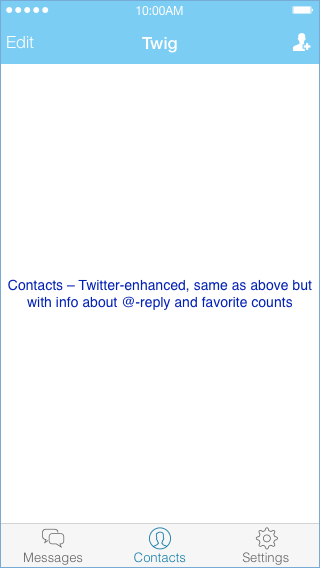 10:00AM
Edit Twig
Contacts – Twitter-enhanced, same as above but
with info about @-reply and favorite counts
Messages Contacts Settings